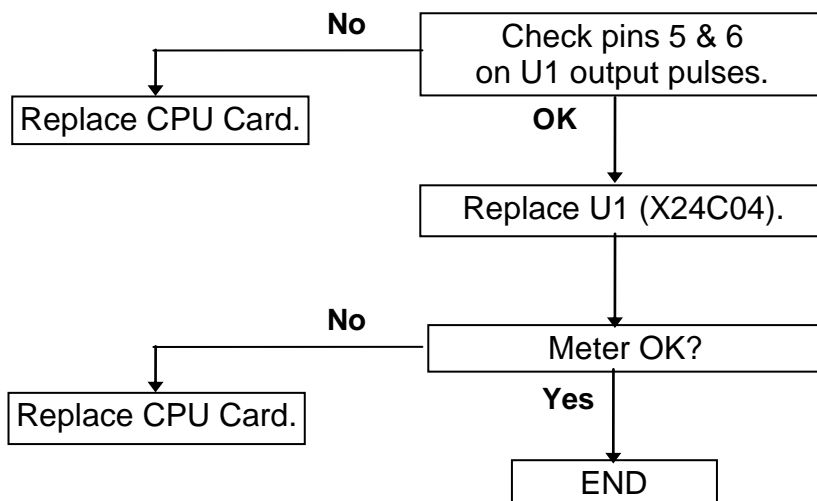 No
Check pins 5 & 6
on U1 output pulses.
Replace CPU Card.
OK
Replace U1 (X24C04).
No
Meter OK?
Replace CPU Card.
Yes
END